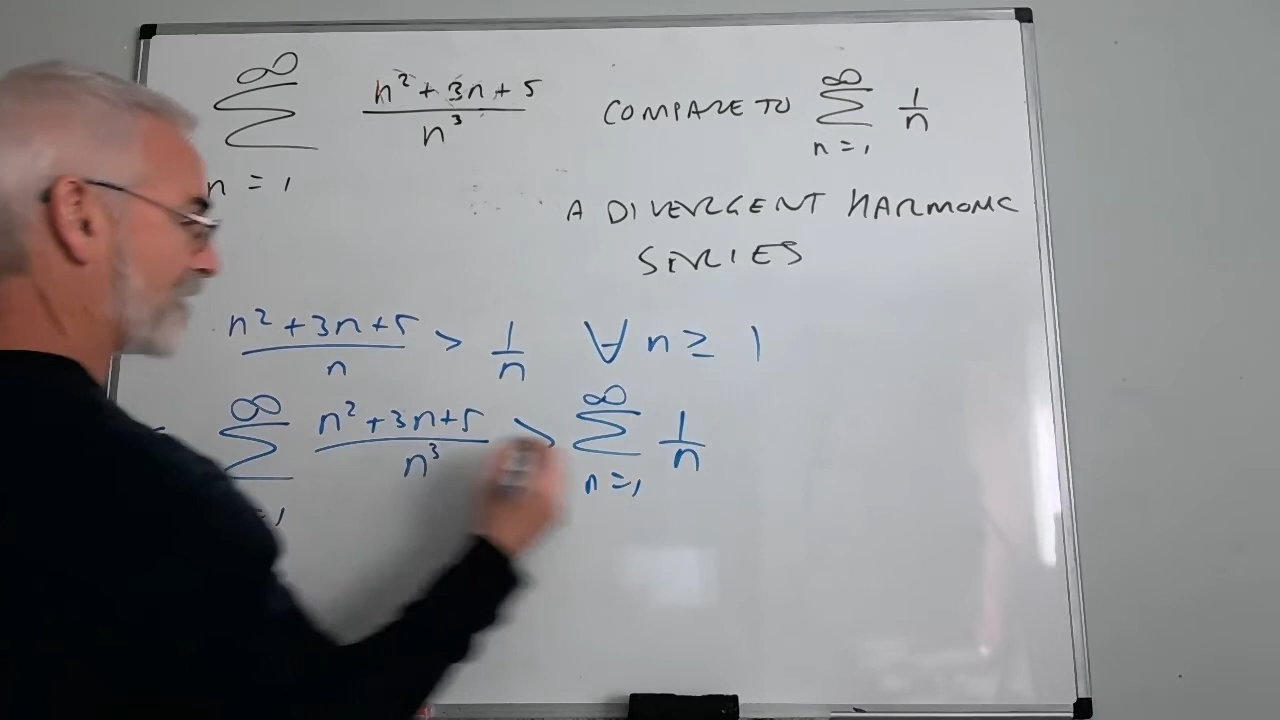 ∞ ∞
∑ (n² + 3n + 5)/n³ COMPARE TO ∑ 1/n
n = 1 n = 1
A DIVERGENT HARMONIC
SERIES
(n² + 3n + 5)/n > 1/n ∀ n ≥ 1
∞ ∞
∑ (n² + 3n + 5)/n³ > ∑ 1/n
= 1 n = 1